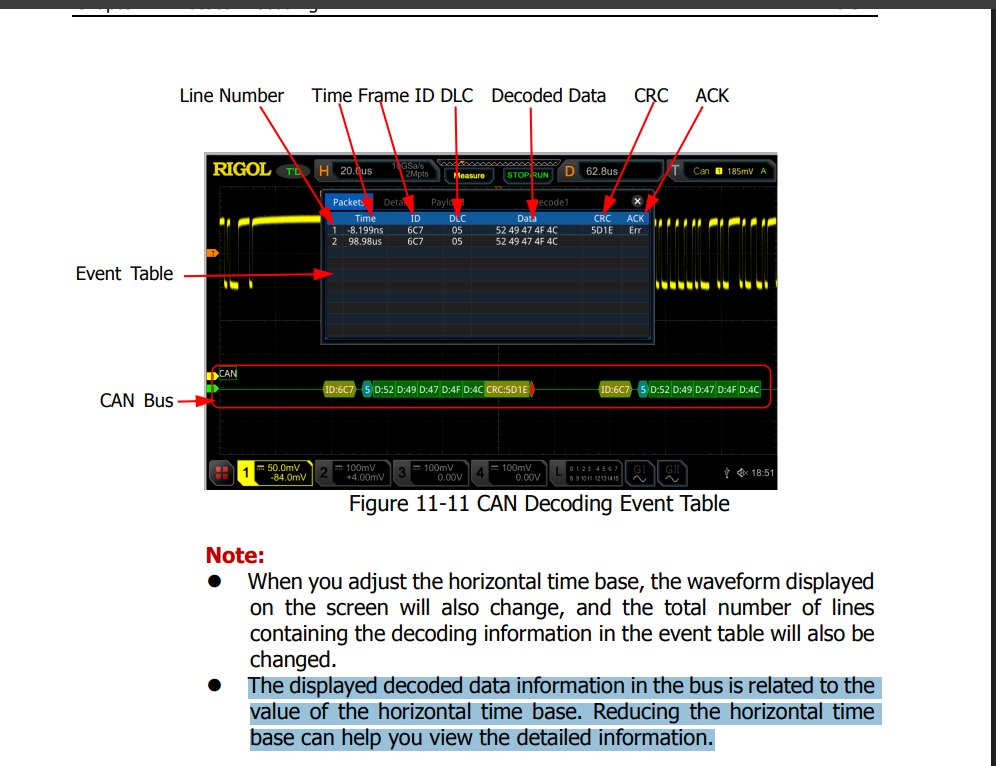 Line Number Time Frame ID DLC Decoded Data CRC ACK
RIGOL T'D H 20.0us 10GSa/s 2Mpts Measure STOP/RUN D 62.8us T Can 1 185mV A
Packets Details Payload Decode1
Time ID DLC Data CRC ACK
1 -8.199ns 6C7 05 52 49 47 4F 4C 5D1E Err
2 98.98us 6C7 05 52 49 47 4F 4C
Event Table
CAN
ID:6C7 5 D:52 D:49 D:47 D:4F D:4C CRC:5D1E ID:6C7 5 D:52 D:49 D:47 D:4F D:4C
CAN Bus
1 50.0mV -84.0mV 2 100mV +4.00mV 3 100mV 0.00V 4 100mV 0.00V L 0 1 2 3 4 5 6 7 8 9 10 11 12 13 14 15 GI GII 18:51
Figure 11-11 CAN Decoding Event Table
Note:
● When you adjust the horizontal time base, the waveform displayed
on the screen will also change, and the total number of lines
containing the decoding information in the event table will also be
changed.
● The displayed decoded data information in the bus is related to the
value of the horizontal time base. Reducing the horizontal time
base can help you view the detailed information.